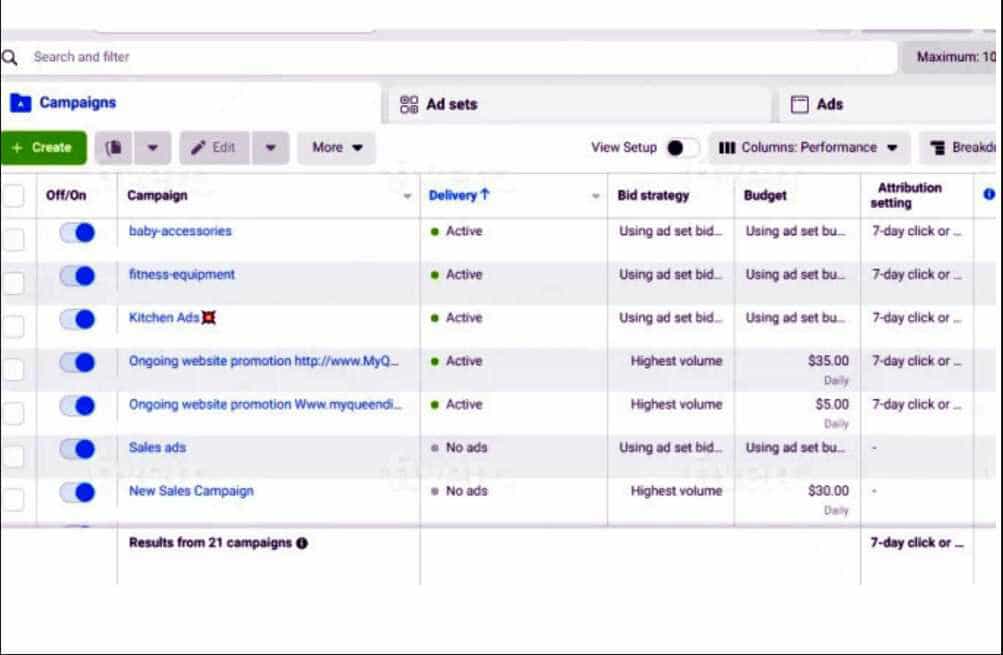 Search and filter
Maximum: 10
Campaigns
Ad sets
Ads
+ Create
Edit
More
View Setup
Columns: Performance
Breakd
Off/On Campaign Delivery ↑ Bid strategy Budget Attribution setting
baby-accessories Active Using ad set bid... Using ad set bu... 7-day click or ...
fitness-equipment Active Using ad set bid... Using ad set bu... 7-day click or ...
Kitchen Ads💥 Active Using ad set bid... Using ad set bu... 7-day click or ...
Ongoing website promotion http://www.MyQ... Active Highest volume $35.00 7-day click or ...
Daily
Ongoing website promotion Www.myqueendi... Active Highest volume $5.00 7-day click or ...
Daily
Sales ads No ads Using ad set bid... Using ad set bu... -
New Sales Campaign No ads Highest volume $30.00 -
Daily
Results from 21 campaigns 7-day click or ...